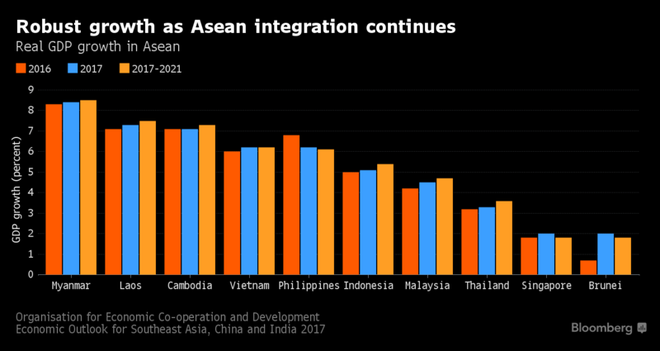 Robust growth as Asean integration continues
Real GDP growth in Asean
2016 2017 2017-2021
GDP growth (percent)
9
8
7
6
5
4
3
2
1
0
Myanmar Laos Cambodia Vietnam Philippines Indonesia Malaysia Thailand Singapore Brunei
Organisation for Economic Co-operation and Development
Economic Outlook for Southeast Asia, China and India 2017
Bloomberg